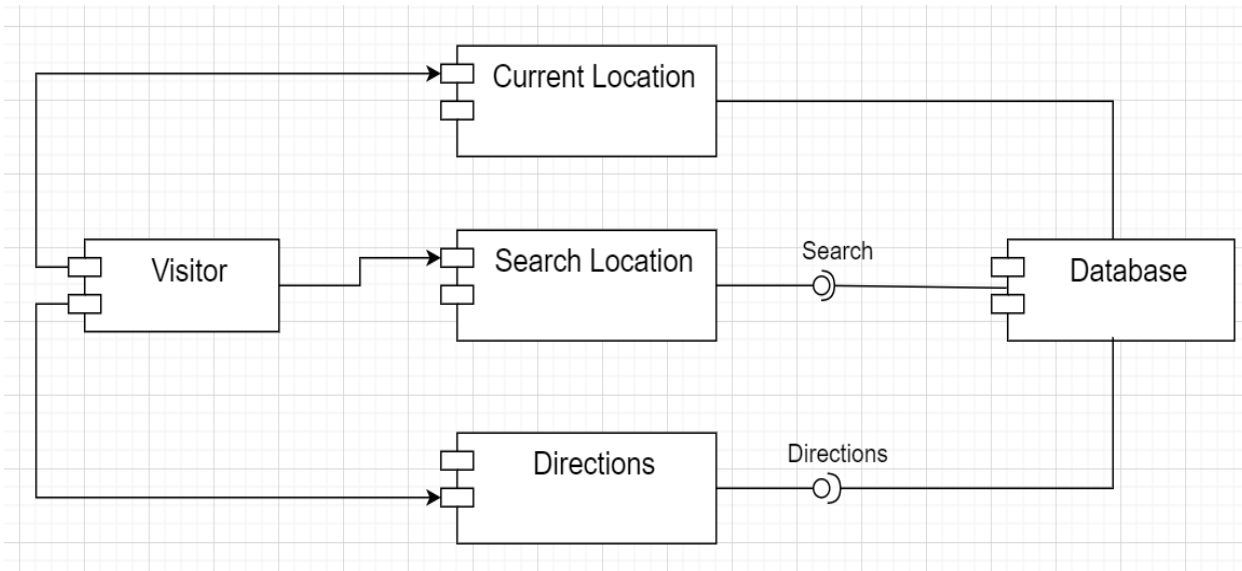 Current Location
Visitor
Search Location
Search
Database
Directions
Directions